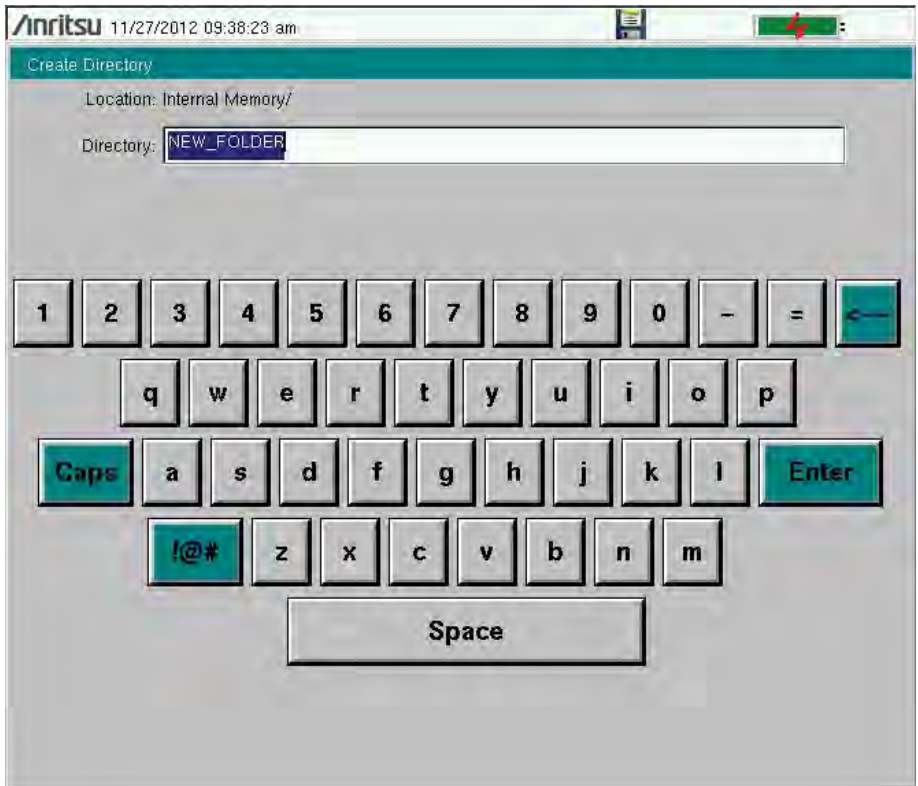 Anritsu 11/27/2012 09:38:23 am
Create Directory
Location: Internal Memory/
Directory: NEW_FOLDER
1 2 3 4 5 6 7 8 9 0 - = <---
q w e r t y u i o p
Caps a s d f g h j k l Enter
!@# z x c v b n m
Space